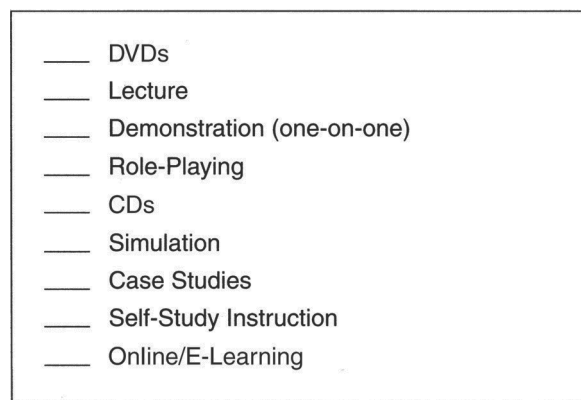 ____ DVDs
____ Lecture
____ Demonstration (one-on-one)
____ Role-Playing
____ CDs
____ Simulation
____ Case Studies
____ Self-Study Instruction
____ Online/E-Learning